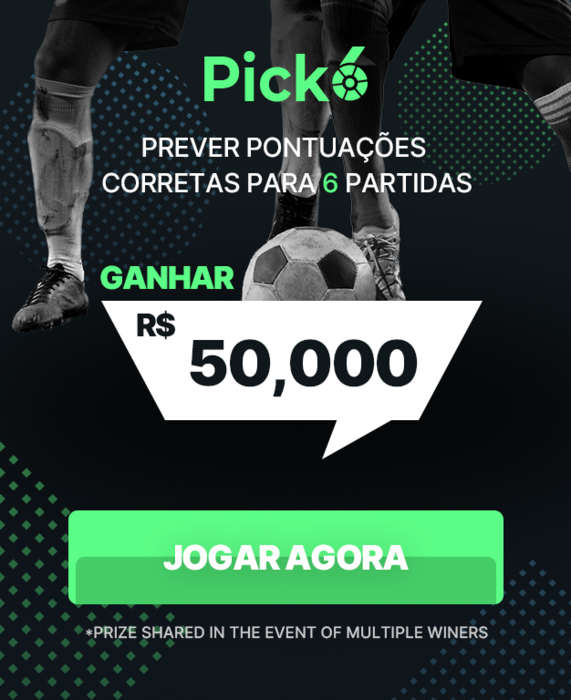 Pick6
PREVER PONTUAÇÕES
CORRETAS PARA 6 PARTIDAS
GANHAR
R$
50,000
JOGAR AGORA
*PRIZE SHARED IN THE EVENT OF MULTIPLE WINERS